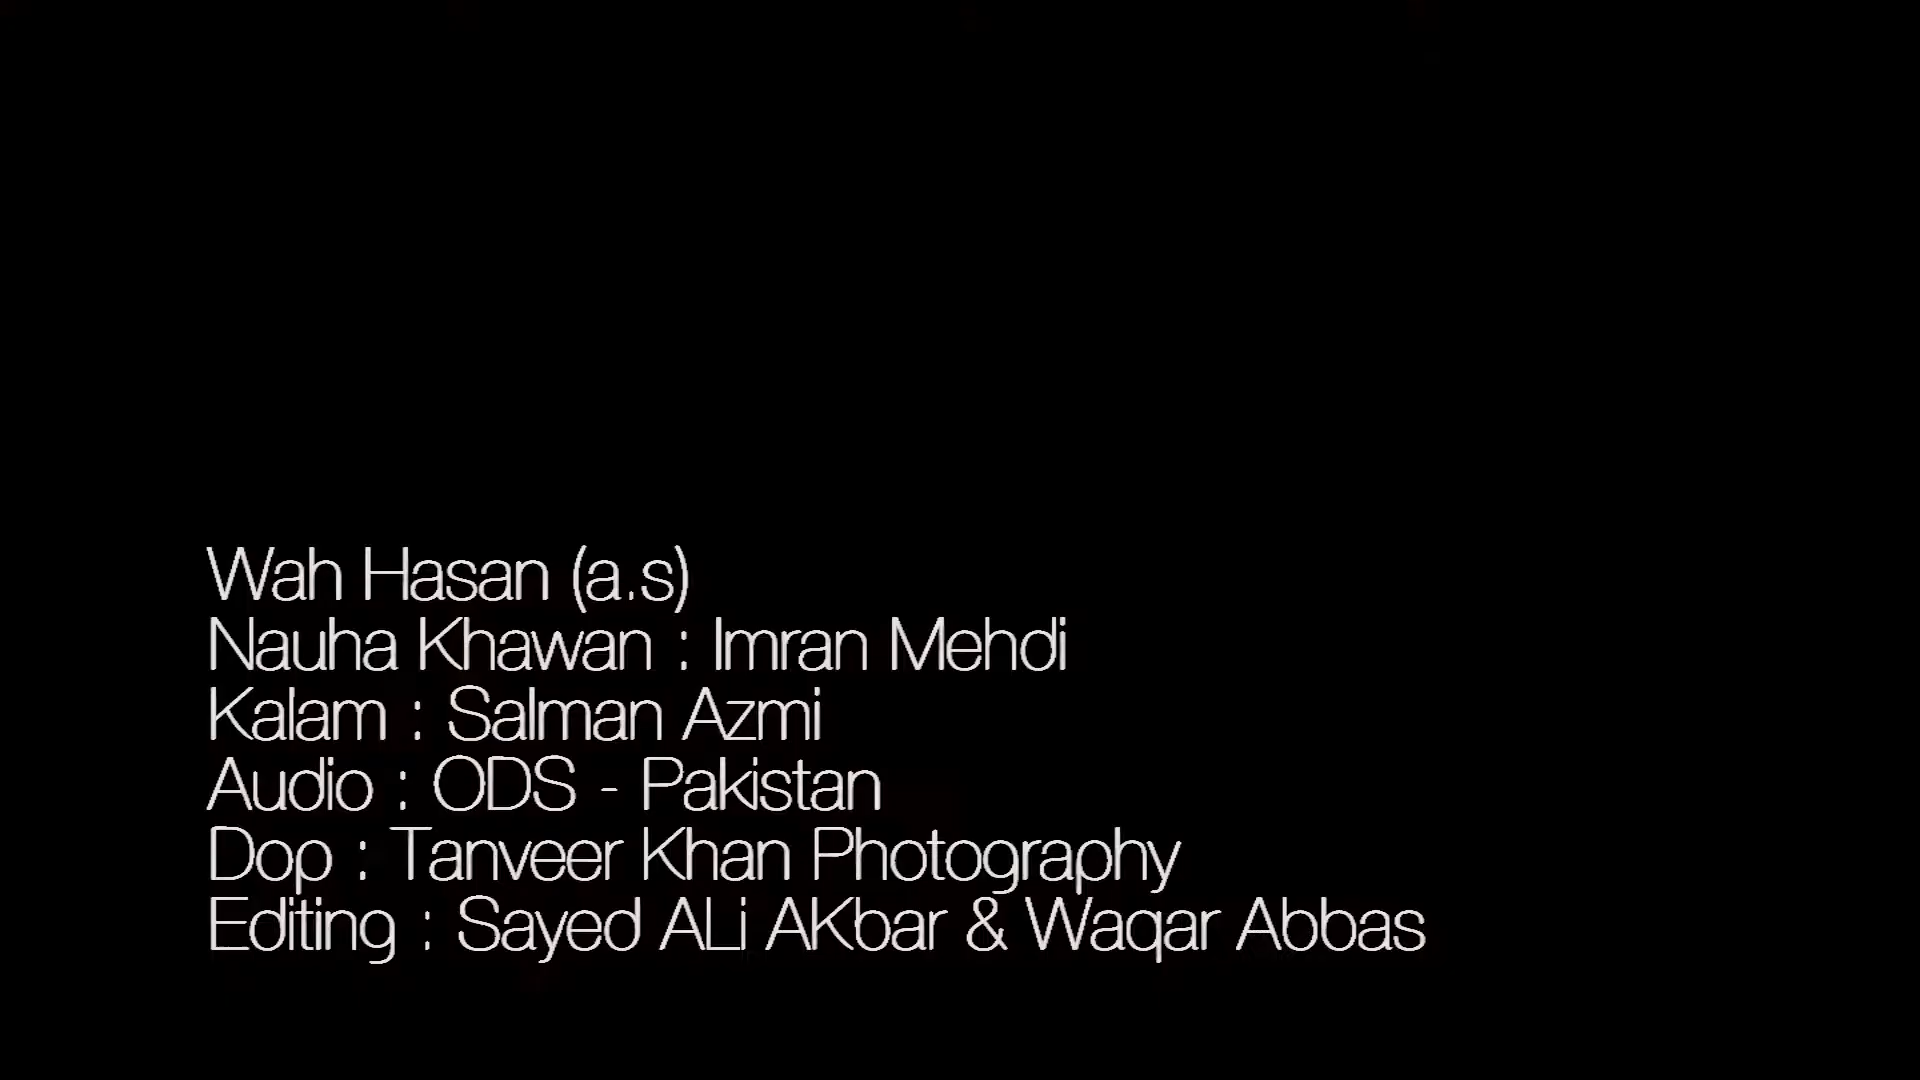 Wah Hasan (a.s)
Nauha Khawan : Imran Mehdi
Kalam : Salman Azmi
Audio : ODS - Pakistan
Dop : Tanveer Khan Photography
Editing : Sayed ALi AKbar & Waqar Abbas